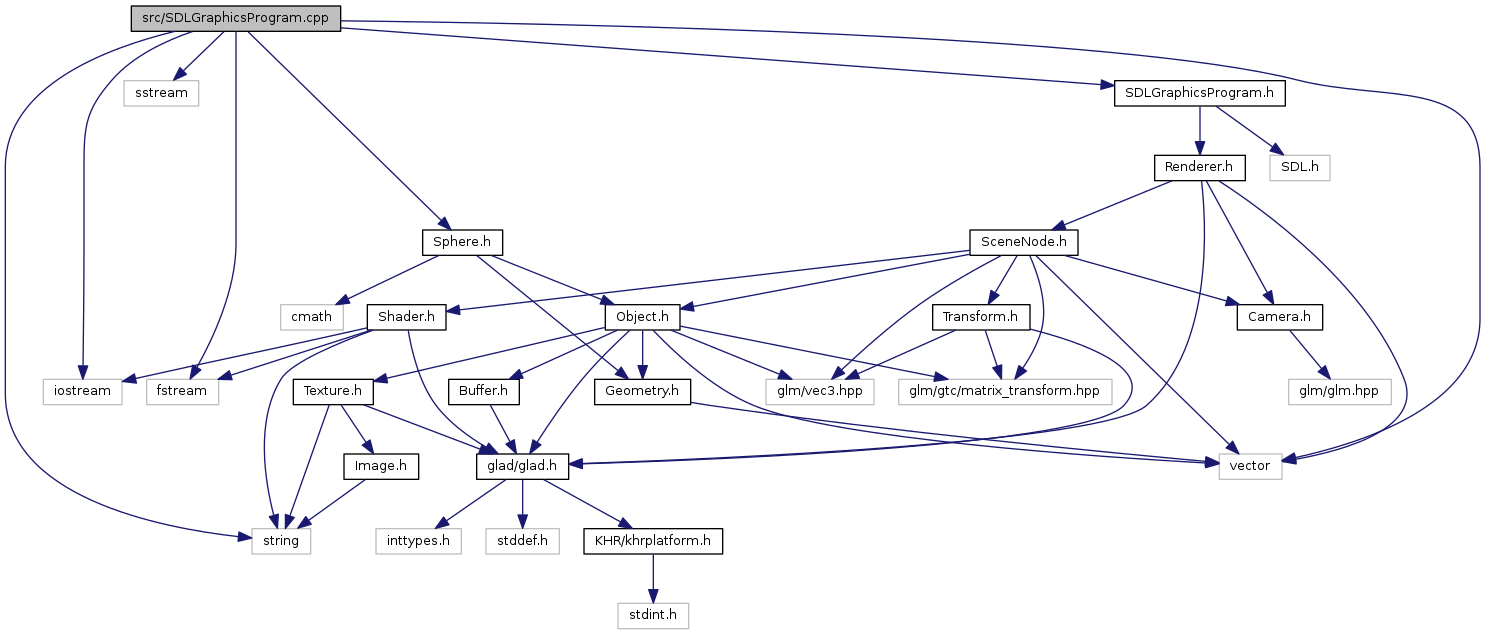 src/SDLGraphicsProgram.cpp
sstream
SDLGraphicsProgram.h
Renderer.h
SDL.h
Sphere.h
SceneNode.h
cmath
Shader.h
Object.h
Transform.h
Camera.h
iostream
fstream
Texture.h
Buffer.h
Geometry.h
glm/vec3.hpp
glm/gtc/matrix_transform.hpp
glm/glm.hpp
Image.h
glad/glad.h
vector
string
inttypes.h
stddef.h
KHR/khrplatform.h
stdint.h